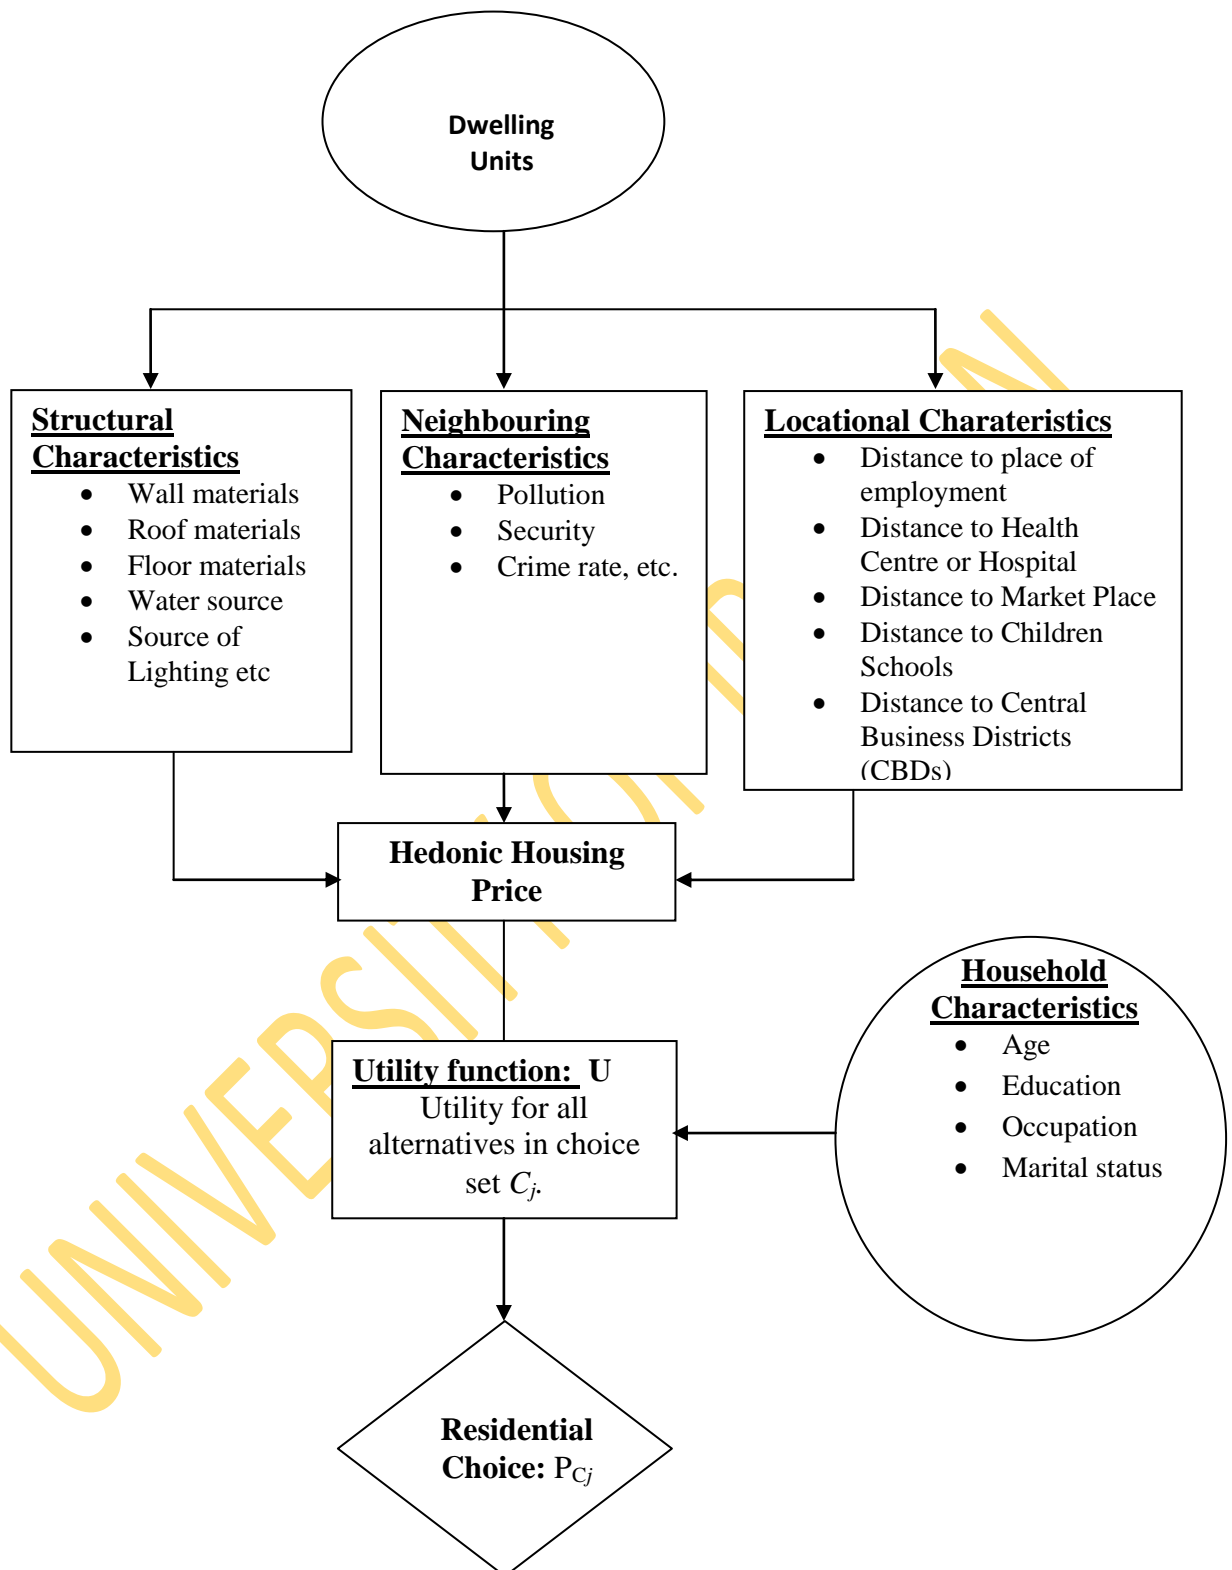 Dwelling
Units
Structural
Characteristics
• Wall materials
• Roof materials
• Floor materials
• Water source
• Source of
Lighting etc
Neighbouring
Characteristics
• Pollution
• Security
• Crime rate, etc.
Locational Charateristics
• Distance to place of
employment
• Distance to Health
Centre or Hospital
• Distance to Market Place
• Distance to Children
Schools
• Distance to Central
Business Districts
(CBDs)
Hedonic Housing
Price
Household
Characteristics
• Age
• Education
• Occupation
• Marital status
Utility function: U
Utility for all
alternatives in choice
set Cj.
Residential
Choice: PCj